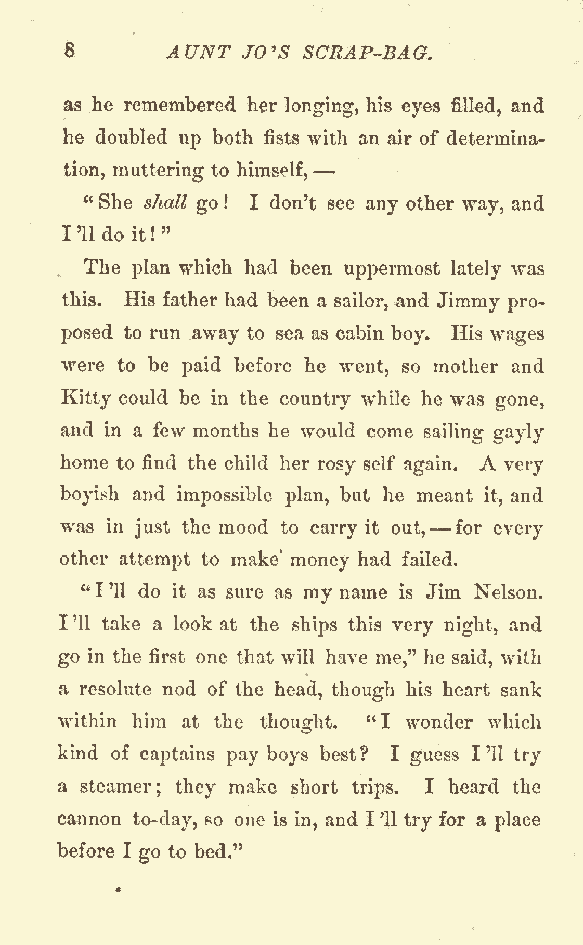 8 AUNT JO'S SCRAP-BAG.
as he remembered her longing, his eyes filled, and
he doubled up both fists with an air of determina-
tion, muttering to himself, —
"She shall go! I don't see any other way, and
I'll do it!"
The plan which had been uppermost lately was
this. His father had been a sailor, and Jimmy pro-
posed to run away to sea as cabin boy. His wages
were to be paid before he went, so mother and
Kitty could be in the country while he was gone,
and in a few months he would come sailing gayly
home to find the child her rosy self again. A very
boyish and impossible plan, but he meant it, and
was in just the mood to carry it out, — for every
other attempt to make money had failed.
"I'll do it as sure as my name is Jim Nelson.
I'll take a look at the ships this very night, and
go in the first one that will have me," he said, with
a resolute nod of the head, though his heart sank
within him at the thought. "I wonder which
kind of captains pay boys best? I guess I'll try
a steamer; they make short trips. I heard the
cannon to-day, so one is in, and I'll try for a place
before I go to bed."